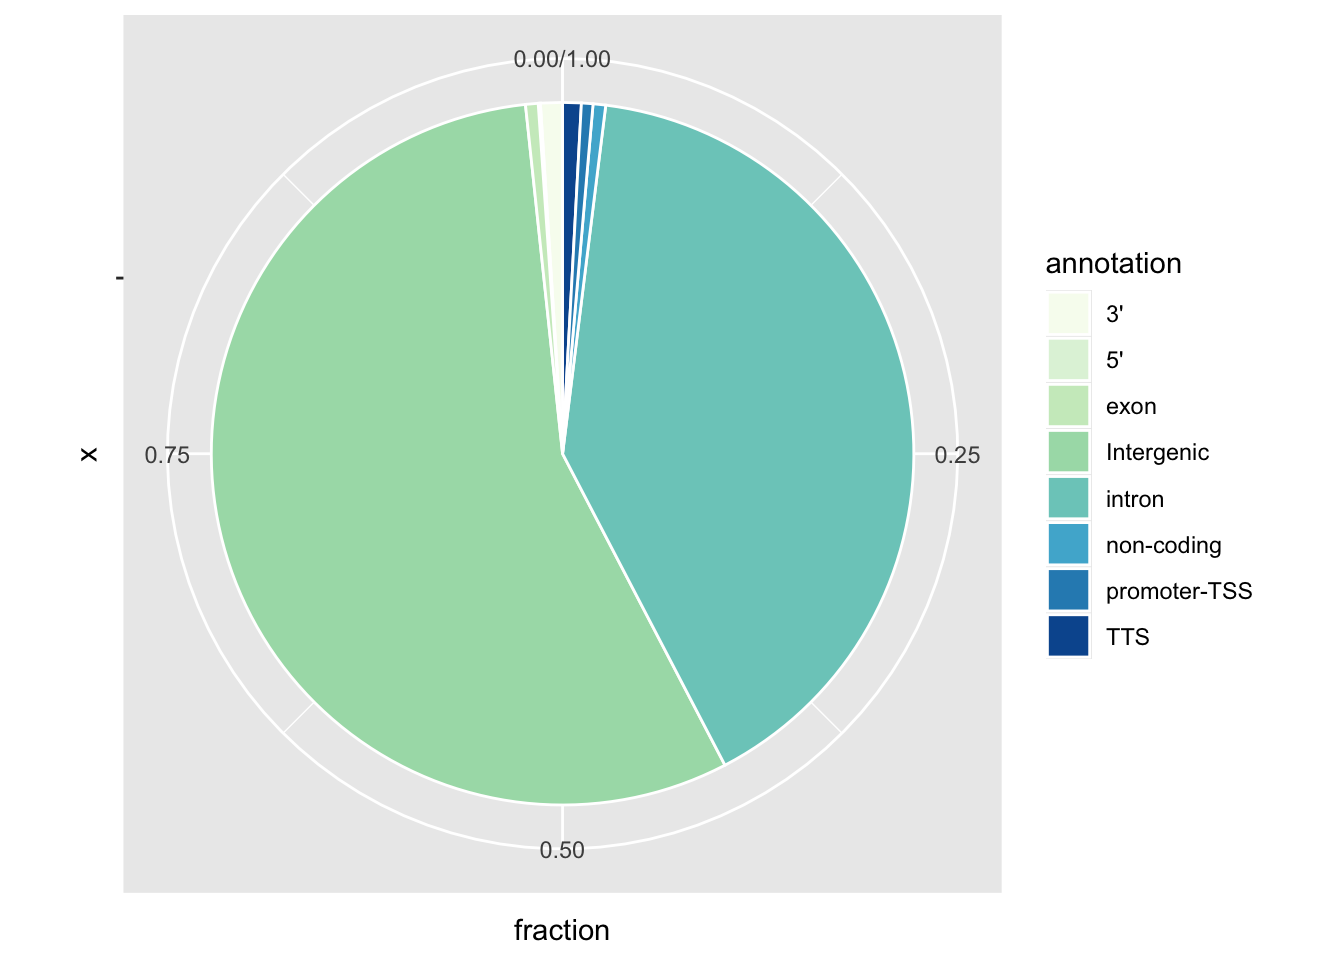 0.00/1.00
0.75
0.25
0.50
x
fraction
annotation
3'
5'
exon
Intergenic
intron
non-coding
promoter-TSS
TTS